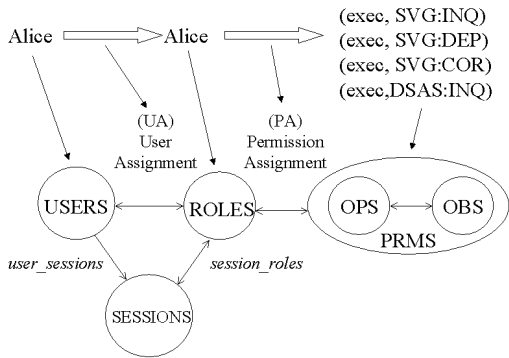 Alice
Alice
(exec, SVG:INQ)
(exec, SVG:DEP)
(exec, SVG:COR)
(exec,DSAS:INQ)
(UA)
User
Assignment
(PA)
Permission
Assignment
USERS
ROLES
OPS
OBS
PRMS
user_sessions
session_roles
SESSIONS